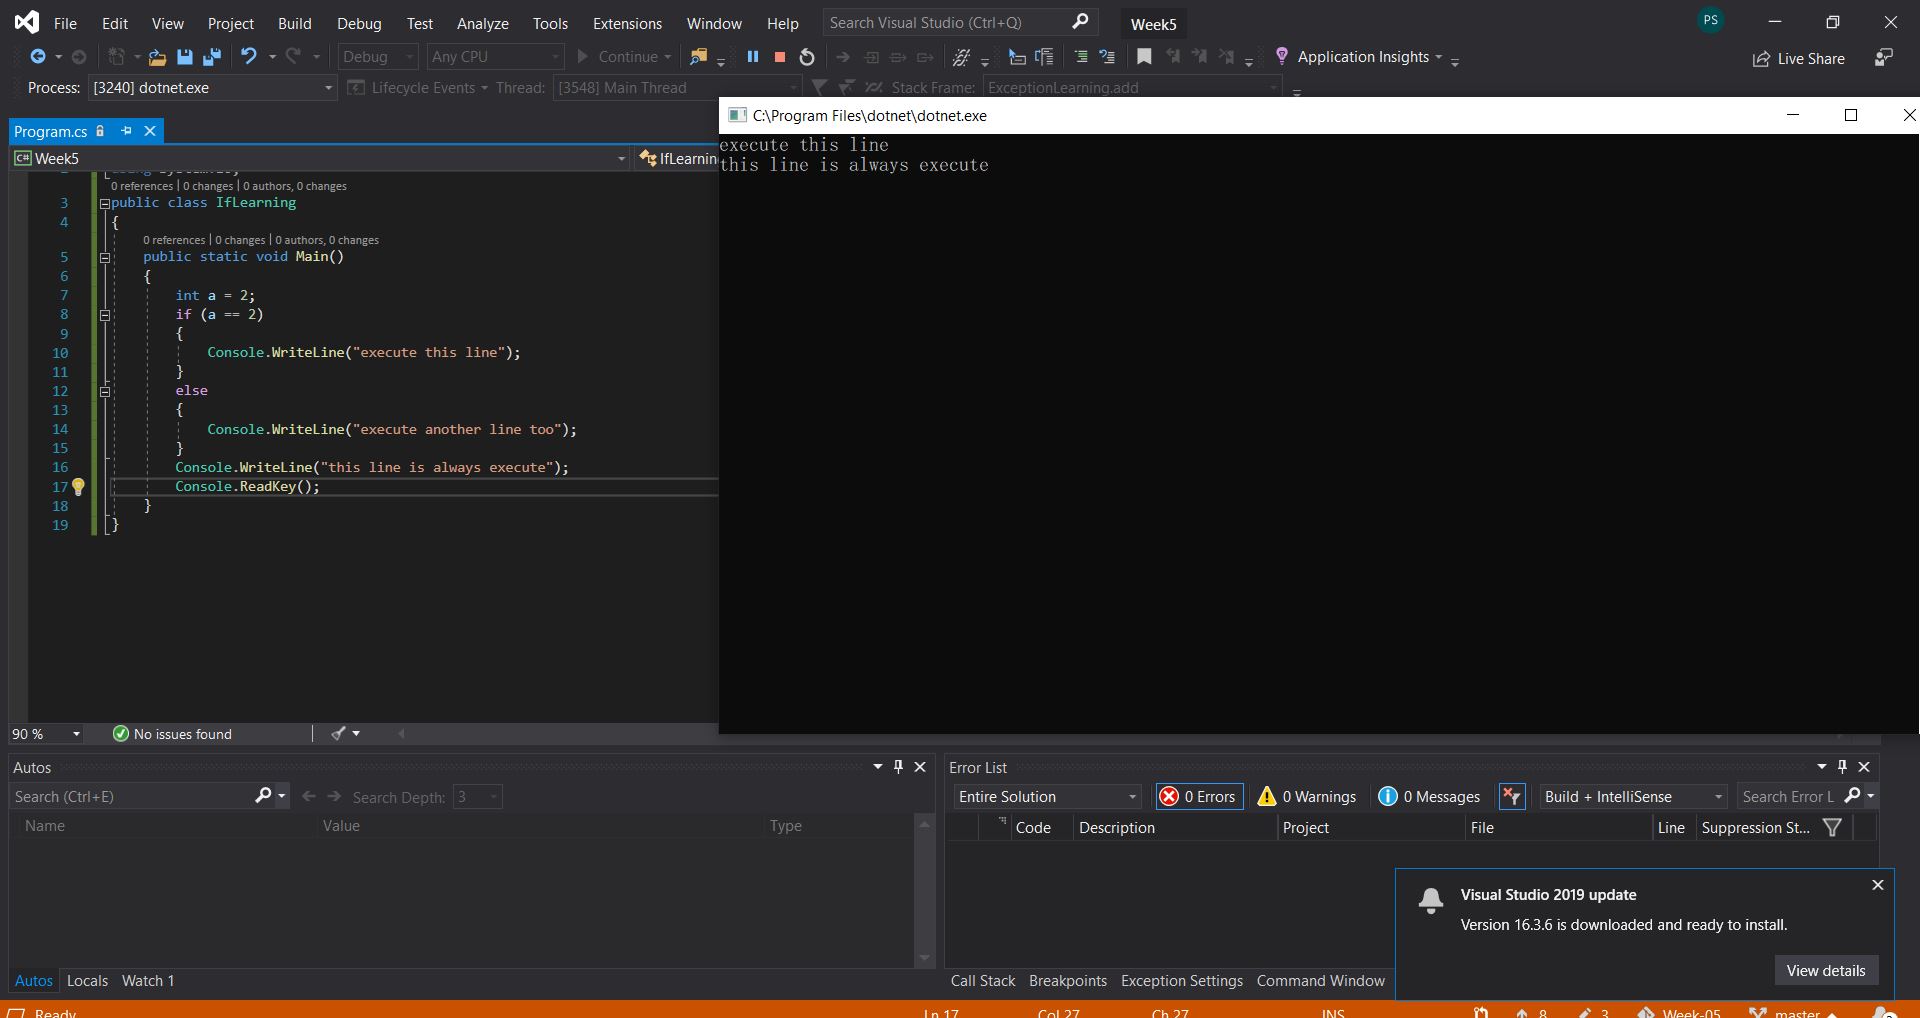 File Edit View Project Build Debug Test Analyze Tools Extensions Window Help Search Visual Studio (Ctrl+Q) Week5 PS
Debug Any CPU Continue Application Insights Live Share
Process: [3240] dotnet.exe Lifecycle Events Thread: [3548] Main Thread Stack Frame: ExceptionLearning.add
Program.cs
C# Week5 IfLearnin
0 references | 0 changes | 0 authors, 0 changes
3 public class IfLearning
4 {
0 references | 0 changes | 0 authors, 0 changes
5 public static void Main()
6 {
7 int a = 2;
8 if (a == 2)
9 {
10 Console.WriteLine("execute this line");
11 }
12 else
13 {
14 Console.WriteLine("execute another line too");
15 }
16 Console.WriteLine("this line is always execute");
17 Console.ReadKey();
18 }
19 }
90 % No issues found
C:\Program Files\dotnet\dotnet.exe
execute this line
this line is always execute
Autos
Search (Ctrl+E) Search Depth: 3
Name Value Type
Autos Locals Watch 1
Error List
Entire Solution 0 Errors 0 Warnings 0 Messages Build + IntelliSense Search Error L
Code Description Project File Line Suppression St...
Call Stack Breakpoints Exception Settings Command Window
Visual Studio 2019 update
Version 16.3.6 is downloaded and ready to install.
View details
Ready Ln 17 Col 27 Ch 27 INS 8 3 Week-05 master